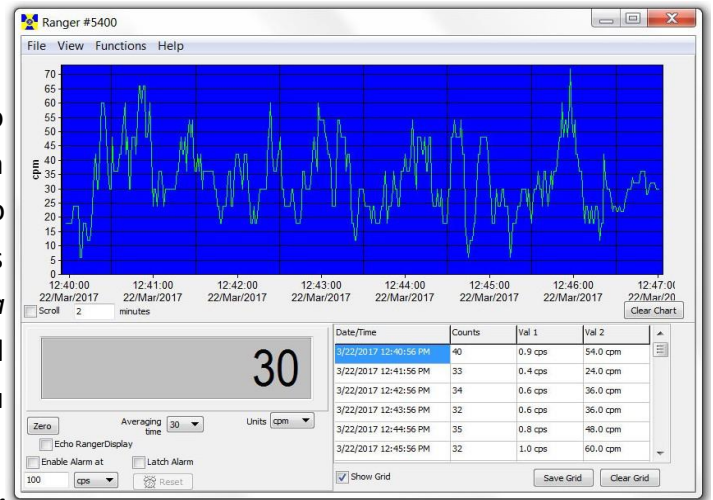 Ranger #5400
File View Functions Help
cpm
70
65
60
55
50
45
40
35
30
25
20
15
10
5
0
12:40:00 12:41:00 12:42:00 12:43:00 12:44:00 12:45:00 12:46:00 12:47:0
22/Mar/2017 22/Mar/2017 22/Mar/2017 22/Mar/2017 22/Mar/2017 22/Mar/2017 22/Mar/2017 22/Mar/20
Scroll 2 minutes
Clear Chart
30
Zero
Averaging time 30
Units cpm
Echo RangerDisplay
Enable Alarm at
Latch Alarm
100 cps
Reset
Date/Time Counts Val 1 Val 2
3/22/2017 12:40:56 PM 40 0.9 cps 54.0 cpm
3/22/2017 12:41:56 PM 33 0.4 cps 24.0 cpm
3/22/2017 12:42:56 PM 34 0.6 cps 36.0 cpm
3/22/2017 12:43:56 PM 32 0.6 cps 36.0 cpm
3/22/2017 12:44:56 PM 35 0.8 cps 48.0 cpm
3/22/2017 12:45:56 PM 32 1.0 cps 60.0 cpm
Show Grid
Save Grid
Clear Grid